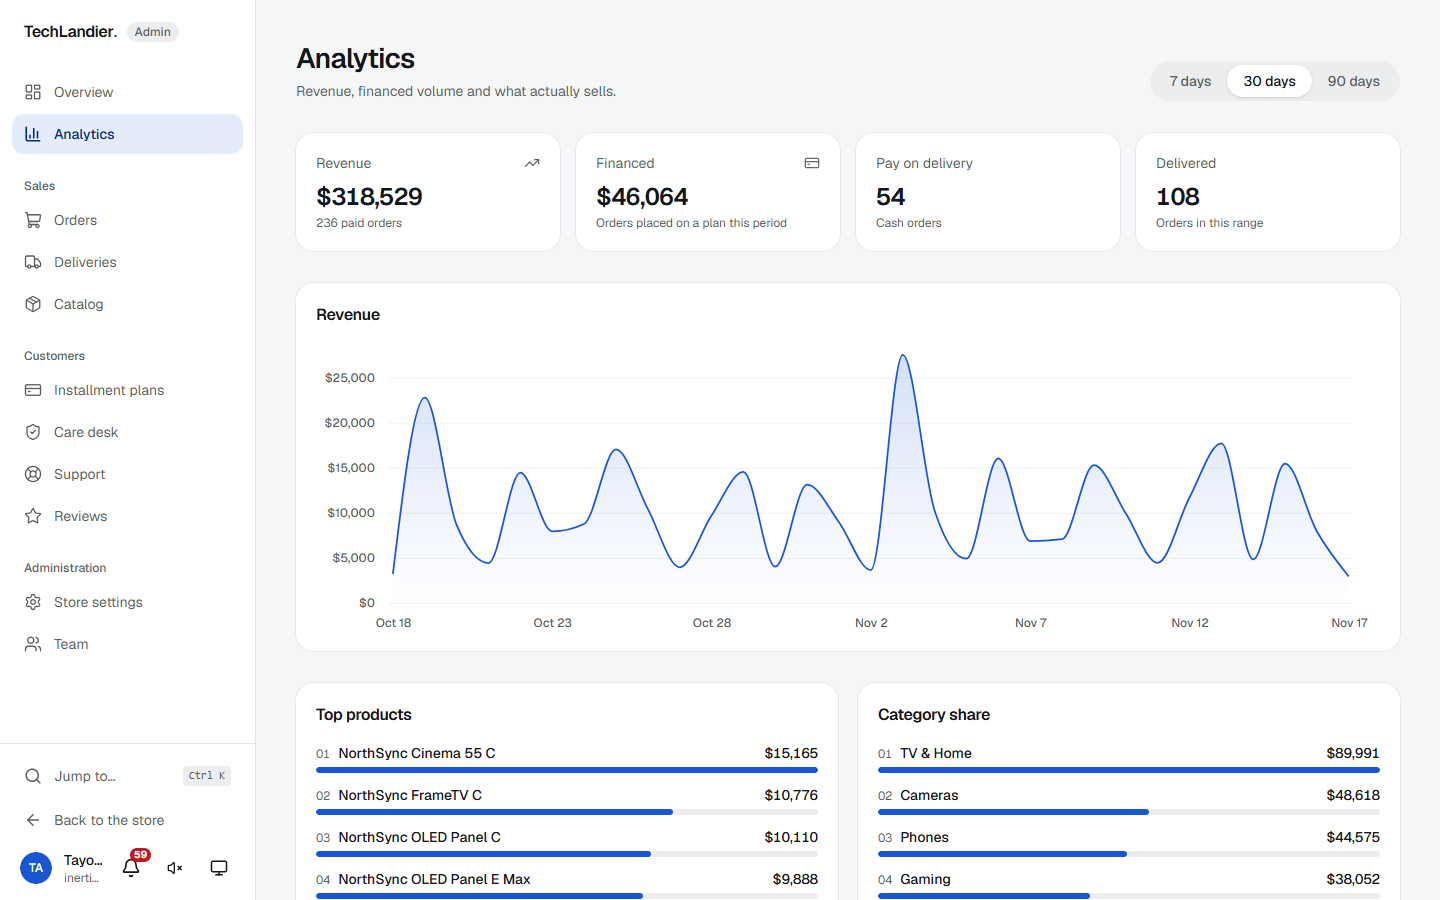 TechLandier. Admin
Overview
Analytics
Sales
Orders
Deliveries
Catalog
Customers
Installment plans
Care desk
Support
Reviews
Administration
Store settings
Team
Jump to... Ctrl K
Back to the store
TA Tayo... 59
inerti...
Analytics
Revenue, financed volume and what actually sells.
7 days 30 days 90 days
Revenue
$318,529
236 paid orders
Financed
$46,064
Orders placed on a plan this period
Pay on delivery
54
Cash orders
Delivered
108
Orders in this range
Revenue
$25,000
$20,000
$15,000
$10,000
$5,000
$0
Oct 18 Oct 23 Oct 28 Nov 2 Nov 7 Nov 12 Nov 17
Top products
01 NorthSync Cinema 55 C $15,165
02 NorthSync FrameTV C $10,776
03 NorthSync OLED Panel C $10,110
04 NorthSync OLED Panel E Max $9,888
Category share
01 TV & Home $89,991
02 Cameras $48,618
03 Phones $44,575
04 Gaming $38,052